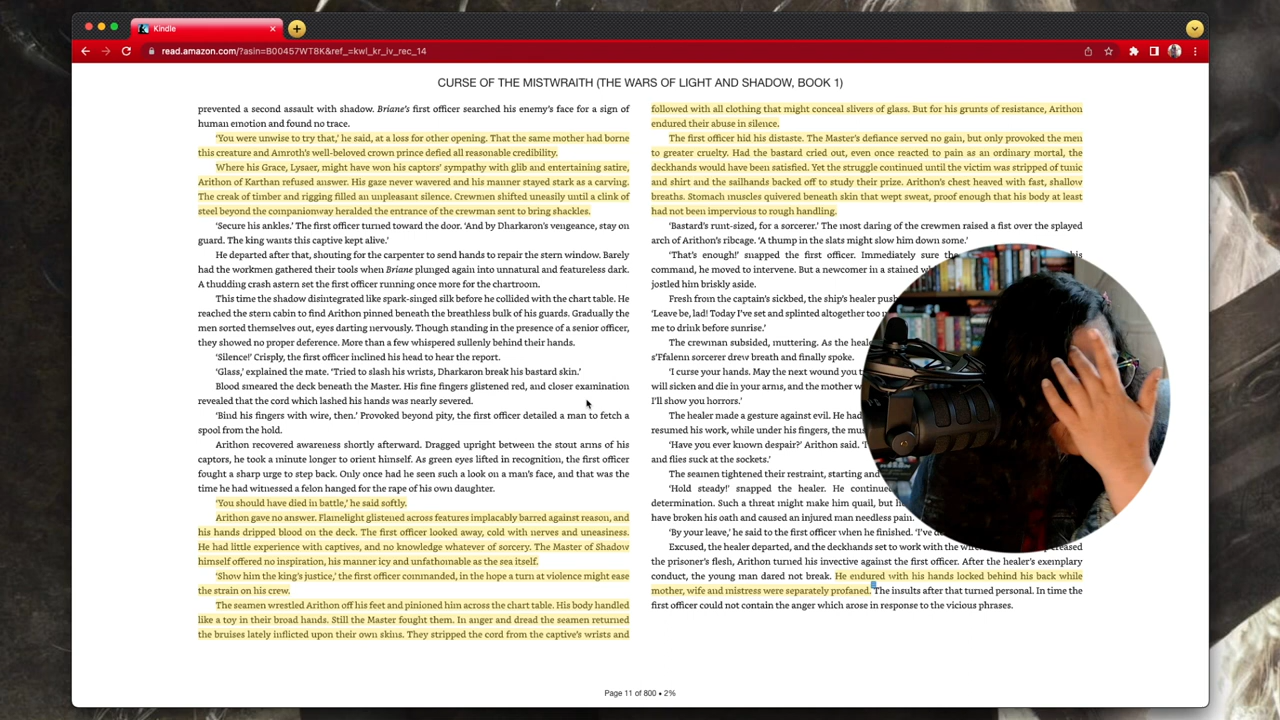 Kindle
read.amazon.com/?asin=B00457WT8K&ref_=kwl_kr_iv_rec_14
CURSE OF THE MISTWRAITH (THE WARS OF LIGHT AND SHADOW, BOOK 1)
prevented a second assault with shadow. Briane's first officer searched his enemy's face for a sign of
human emotion and found no trace.
'You were unwise to try that,' he said, at a loss for other opening. That the same mother had borne
this creature and Amroth's well-beloved crown prince defied all reasonable credibility.
Where his Grace, Lysaer, might have won his captors' sympathy with glib and entertaining satire,
Arithon of Karthan refused answer. His gaze never wavered and his manner stayed stark as a carving.
The creak of timber and rigging filled an unpleasant silence. Crewmen shifted uneasily until a clink of
steel beyond the companionway heralded the entrance of the crewman sent to bring shackles.
'Secure his ankles.' The first officer turned toward the door. 'And by Dharkaron's vengeance, stay on
guard. The king wants this captive kept alive.'
He departed after that, shouting for the carpenter to send hands to repair the stern window. Barely
had the workmen gathered their tools when Briane plunged again into unnatural and featureless dark.
A thudding crash astern set the first officer running once more for the chartroom.
This time the shadow disintegrated like spark-singed silk before he collided with the chart table. He
reached the stern cabin to find Arithon pinned beneath the breathless bulk of his guards. Gradually the
men sorted themselves out, eyes darting nervously. Though standing in the presence of a senior officer,
they showed no proper deference. More than a few whispered sullenly behind their hands.
'Silence!' Crisply, the first officer inclined his head to hear the report.
'Glass,' explained the mate. 'Tried to slash his wrists, Dharkaron break his bastard skin.'
Blood smeared the deck beneath the Master. His fine fingers glistened red, and closer examination
revealed that the cord which lashed his hands was nearly severed.
'Bind his fingers with wire, then.' Provoked beyond pity, the first officer detailed a man to fetch a
spool from the hold.
Arithon recovered awareness shortly afterward. Dragged upright between the stout arms of his
captors, he took a minute longer to orient himself. As green eyes lifted in recognition, the first officer
fought a sharp urge to step back. Only once had he seen such a look on a man's face, and that was the
time he had witnessed a felon hanged for the rape of his own daughter.
'You should have died in battle,' he said softly.
Arithon gave no answer. Flamelight glistened across features implacably barred against reason, and
his hands dripped blood on the deck. The first officer looked away, cold with nerves and uneasiness.
He had little experience with captives, and no knowledge whatever of sorcery. The Master of Shadow
himself offered no inspiration, his manner icy and unfathomable as the sea itself.
'Show him the king's justice,' the first officer commanded, in the hope a turn at violence might ease
the strain on his crew.
The seamen wrestled Arithon off his feet and pinioned him across the chart table. His body handled
like a toy in their broad hands. Still the Master fought them. In anger and dread the seamen returned
the bruises lately inflicted upon their own skins. They stripped the cord from the captive's wrists and
followed with all clothing that might conceal slivers of glass. But for his grunts of resistance, Arithon
endured their abuse in silence.
The first officer hid his distaste. The Master's defiance served no gain, but only provoked the men
to greater cruelty. Had the bastard cried out, even once reacted to pain as an ordinary mortal, the
deckhands would have been satisfied. Yet the struggle continued until the victim was stripped of tunic
and shirt and the sailhands backed off to study their prize. Arithon's chest heaved with fast, shallow
breaths. Stomach muscles quivered beneath skin that wept sweat, proof enough that his body at least
had not been impervious to rough handling.
'Bastard's runt-sized, for a sorcerer.' The most daring of the crewmen raised a fist over the splayed
arch of Arithon's ribcage. 'A thump in the slats might slow him down some.'
'That's enough!' snapped the first officer. Immediately sure the his
command, he moved to intervene. But a newcomer in a stained
jostled him briskly aside.
Fresh from the captain's sickbed, the ship's healer
'Leave be, lad! Today I've set and splinted altogether too
me to drink before sunrise.'
The crewman subsided, muttering. As the
s'Ffalenn sorcerer drew breath and finally spoke.
'I curse your hands. May the next wound you
will sicken and die in your arms, and the mother
I'll show you horrors.'
The healer made a gesture against evil. He had
resumed his work, while under his fingers, the
'Have you ever known despair?' Arithon said.
and flies suck at the sockets.'
The seamen tightened their restraint, starting and
'Hold steady!' snapped the healer. He
determination. Such a threat might make him quail, but
have broken his oath and caused an injured man needless pain.
'By your leave,' he said to the first officer when he finished.
Excused, the healer departed, and the deckhands set to work with the
the prisoner's flesh, Arithon turned his invective against the first officer. After the healer's exemplary
conduct, the young man dared not break. He endured with his hands locked behind his back while
mother, wife and mistress were separately profaned. The insults after that turned personal. In time the
first officer could not contain the anger which arose in response to the vicious phrases.
Page 11 of 800 • 2%